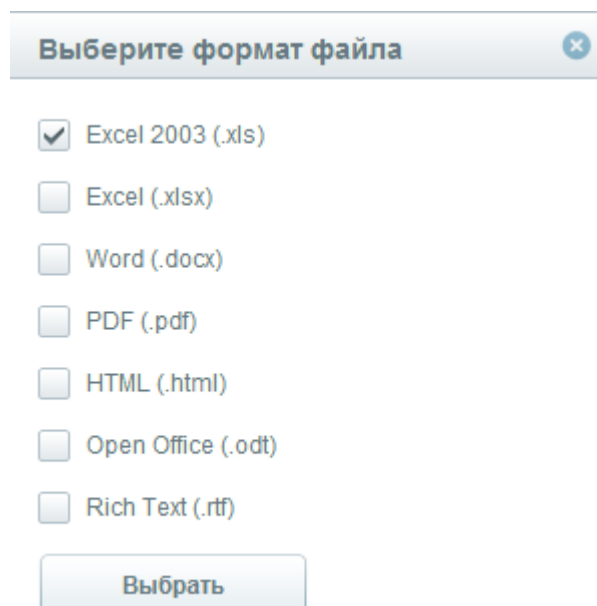 Выберите формат файла
Excel 2003 (.xls)
Excel (.xlsx)
Word (.docx)
PDF (.pdf)
HTML (.html)
Open Office (.odt)
Rich Text (.rtf)
Выбрать